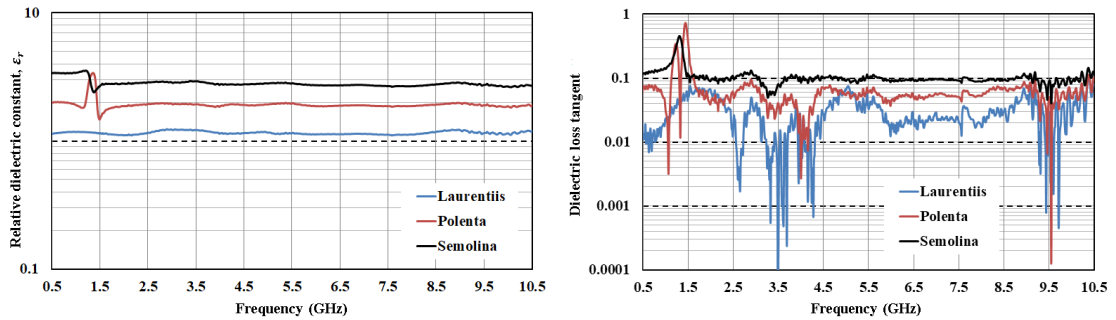 Relative dielectric constant, εr
10
0.1
Laurentiis
Polenta
Semolina
0.5 1.5 2.5 3.5 4.5 5.5 6.5 7.5 8.5 9.5 10.5
Frequency (GHz)
Dielectric loss tangent
1
0.1
0.01
0.001
0.0001
Laurentiis
Polenta
Semolina
0.5 1.5 2.5 3.5 4.5 5.5 6.5 7.5 8.5 9.5 10.5
Frequency (GHz)